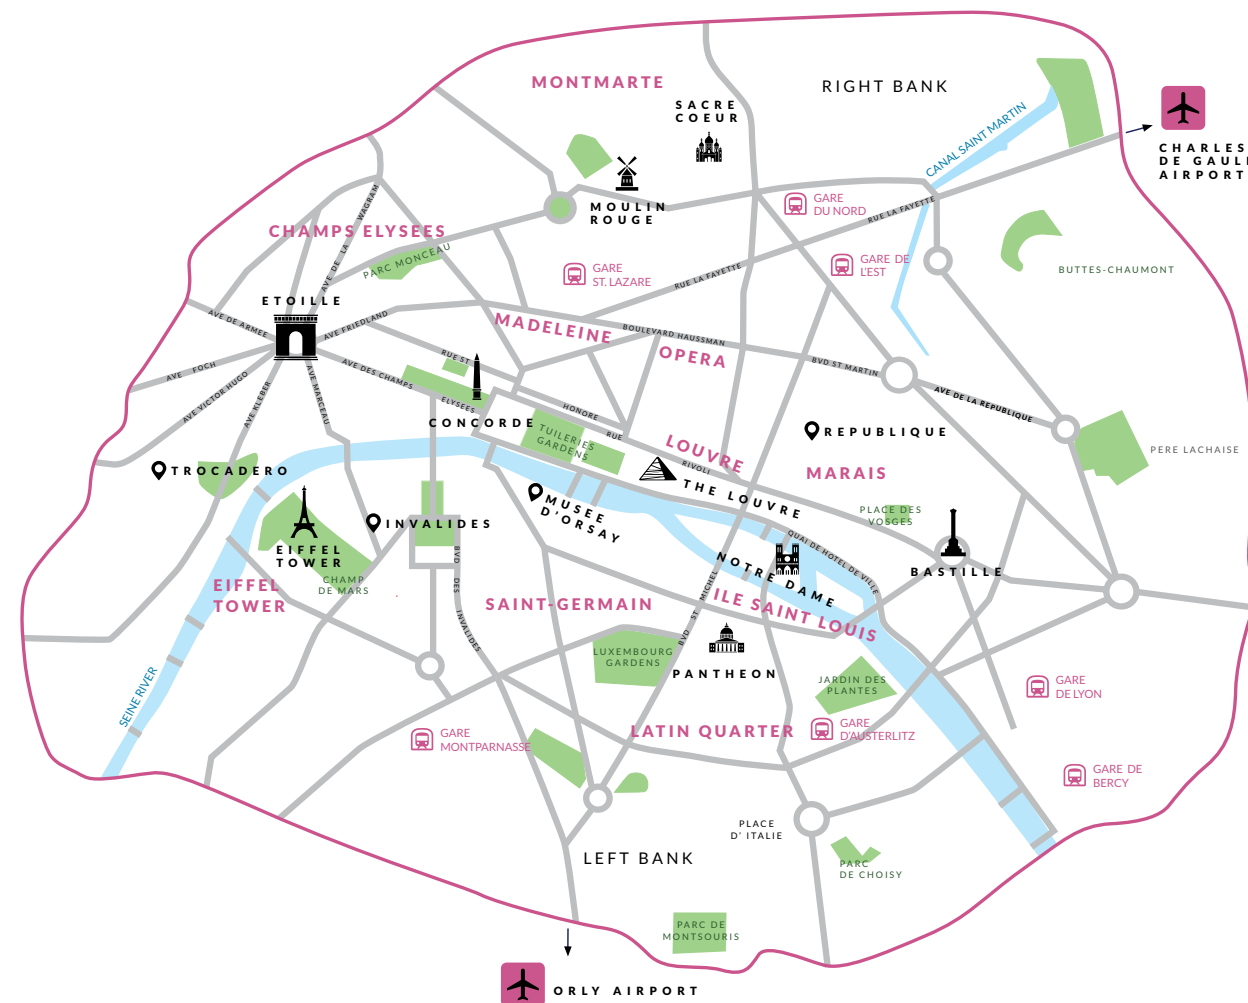 MONTMARTE
RIGHT BANK
SACRE
COEUR
CANAL SAINT MARTIN
CHARLES
DE GAULL
AIRPORT
MOULIN
ROUGE
GARE
DU NORD
RUE LA FAYETTE
AVE DE LA WAGRAM
CHAMPS ELYSEES
PARC MONCEAU
GARE
ST. LAZARE
RUE LA FAYETTE
GARE DE
L'EST
BUTTES-CHAUMONT
ETOILLE
AVE DE ARMEE
AVE FRIEDLAND
MADELEINE
BOULEVARD HAUSSMAN
OPERA
BVD ST MARTIN
AVE DE LA REPUBLIQUE
AVE FOCH
AVE VICTOR HUGO
AVE KLEBER
AVE MARCEAU
AVE DES CHAMPS
ELYSEES
RUE ST
HONORE
CONCORDE
TUILERIES
GARDENS
RUE
RIVOLI
LOUVRE
REPUBLIQUE
MARAIS
PERE LACHAISE
TROCADERO
THE LOUVRE
MUSEE
D'ORSAY
INVALIDES
PLACE DES
VOSGES
EIFFEL
TOWER
CHAMP
DE MARS
EIFFEL
TOWER
BVD DES INVALIDES
QUAI DE HOTEL DE VILLE
NOTRE DAME
BASTILLE
SAINT-GERMAIN
BVD ST MICHEL
ILE SAINT LOUIS
LUXEMBOURG
GARDENS
PANTHEON
JARDIN DES
PLANTES
GARE
DE LYON
SEINE RIVER
GARE
MONTPARNASSE
LATIN QUARTER
GARE
D'AUSTERLITZ
GARE DE
BERCY
PLACE
D' ITALIE
LEFT BANK
PARC
DE CHOISY
PARC DE
MONTSOURIS
ORLY AIRPORT